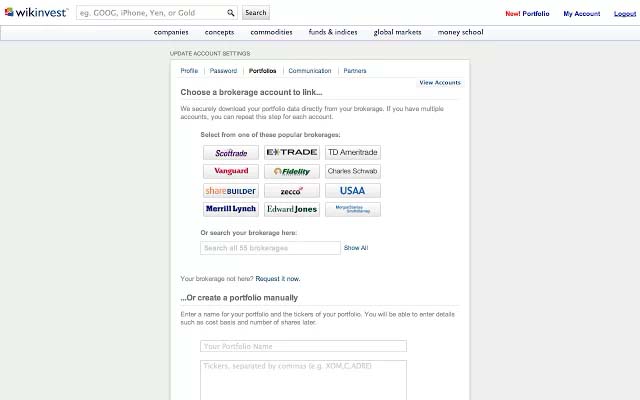 wikinvest
eg. GOOG, iPhone, Yen, or Gold
Search
New! Portfolio
My Account
Logout
companies
concepts
commodities
funds & indices
global markets
money school
UPDATE ACCOUNT SETTINGS
Profile | Password | Portfolios | Communication | Partners
View Accounts
Choose a brokerage account to link...
We securely download your portfolio data directly from your brokerage. If you have multiple
accounts, you can repeat this step for each account.
Select from one of these popular brokerages:
Scottrade
E*TRADE
TD Ameritrade
Vanguard
Fidelity
Charles Schwab
shareBUILDER
zecco
USAA
Merrill Lynch
Edward Jones
MorganStanley
SmithBarney
Or search your brokerage here:
Search all 55 brokerages
Show All
Your brokerage not here? Request it now.
...Or create a portfolio manually
Enter a name for your portfolio and the tickers of your portfolio. You will be able to enter details
such as cost basis and number of shares later.
Your Portfolio Name
Tickers, separated by commas (e.g. XOM,C,ADRE)